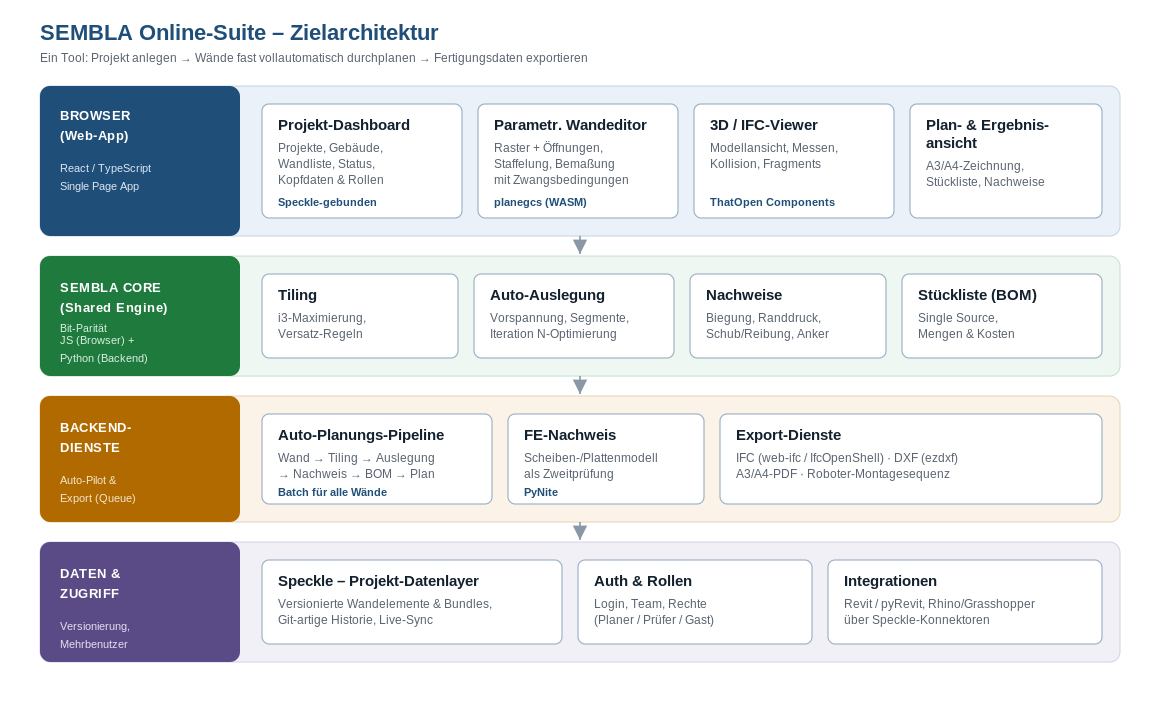 SEMBLA Online-Suite – Zielarchitektur
Ein Tool: Projekt anlegen → Wände fast vollautomatisch durchplanen → Fertigungsdaten exportieren
BROWSER
(Web-App)
React / TypeScript
Single Page App
Projekt-Dashboard
Projekte, Gebäude,
Wandliste, Status,
Kopfdaten & Rollen
Speckle-gebunden
Parametr. Wandeditor
Raster + Öffnungen,
Staffelung, Bemaßung
mit Zwangsbedingungen
planegcs (WASM)
3D / IFC-Viewer
Modellansicht, Messen,
Kollision, Fragments
ThatOpen Components
Plan- & Ergebnis-
ansicht
A3/A4-Zeichnung,
Stückliste, Nachweise
SEMBLA CORE
(Shared Engine)
Bit-Parität
JS (Browser) +
Python (Backend)
Tiling
i3-Maximierung,
Versatz-Regeln
Auto-Auslegung
Vorspannung, Segmente,
Iteration N-Optimierung
Nachweise
Biegung, Randdruck,
Schub/Reibung, Anker
Stückliste (BOM)
Single Source,
Mengen & Kosten
BACKEND-
DIENSTE
Auto-Pilot &
Export (Queue)
Auto-Planungs-Pipeline
Wand → Tiling → Auslegung
→ Nachweis → BOM → Plan
Batch für alle Wände
FE-Nachweis
Scheiben-/Plattenmodell
als Zweitprüfung
PyNite
Export-Dienste
IFC (web-ifc / IfcOpenShell) · DXF (ezdxf)
A3/A4-PDF · Roboter-Montagesequenz
DATEN &
ZUGRIFF
Versionierung,
Mehrbenutzer
Speckle – Projekt-Datenlayer
Versionierte Wandelemente & Bundles,
Git-artige Historie, Live-Sync
Auth & Rollen
Login, Team, Rechte
(Planer / Prüfer / Gast)
Integrationen
Revit / pyRevit, Rhino/Grasshopper
über Speckle-Konnektoren